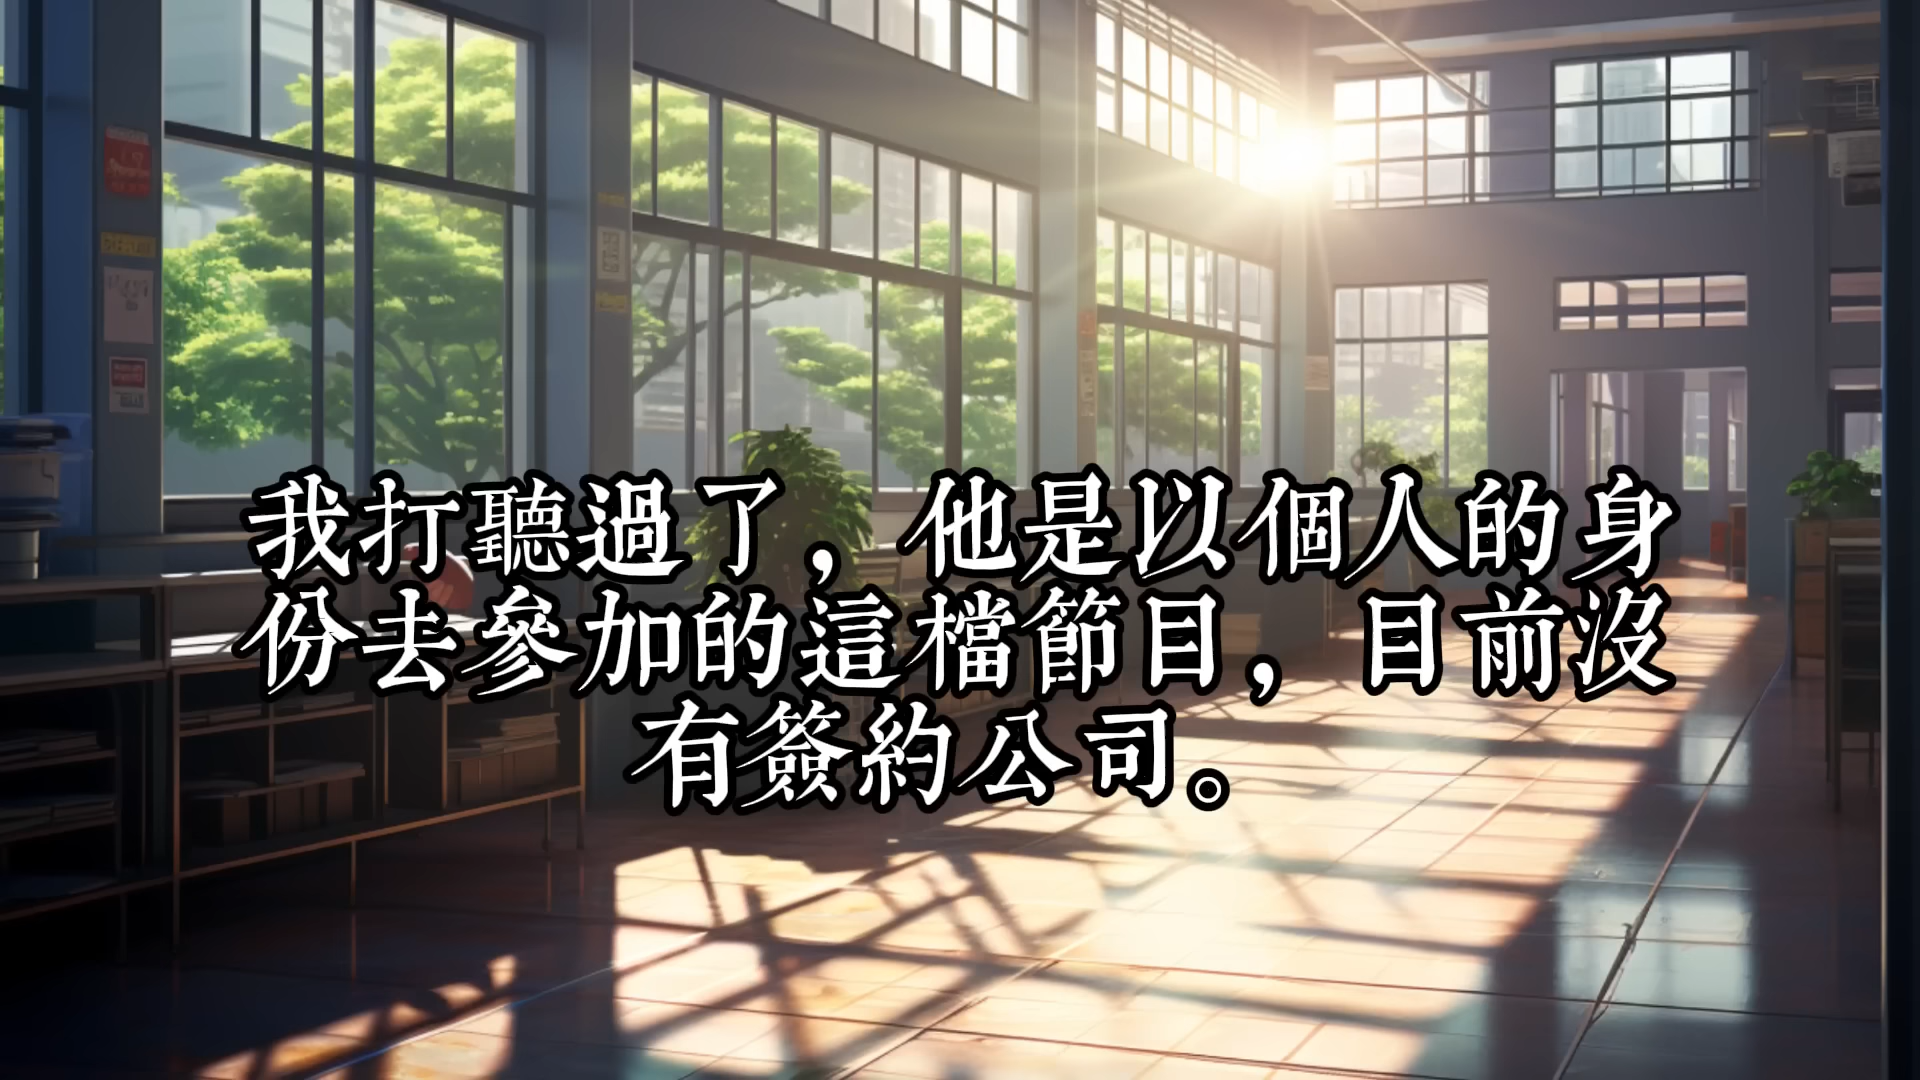 我打聽過了，他是以個人的身
份去參加的這檔節目，目前沒
有簽約公司。